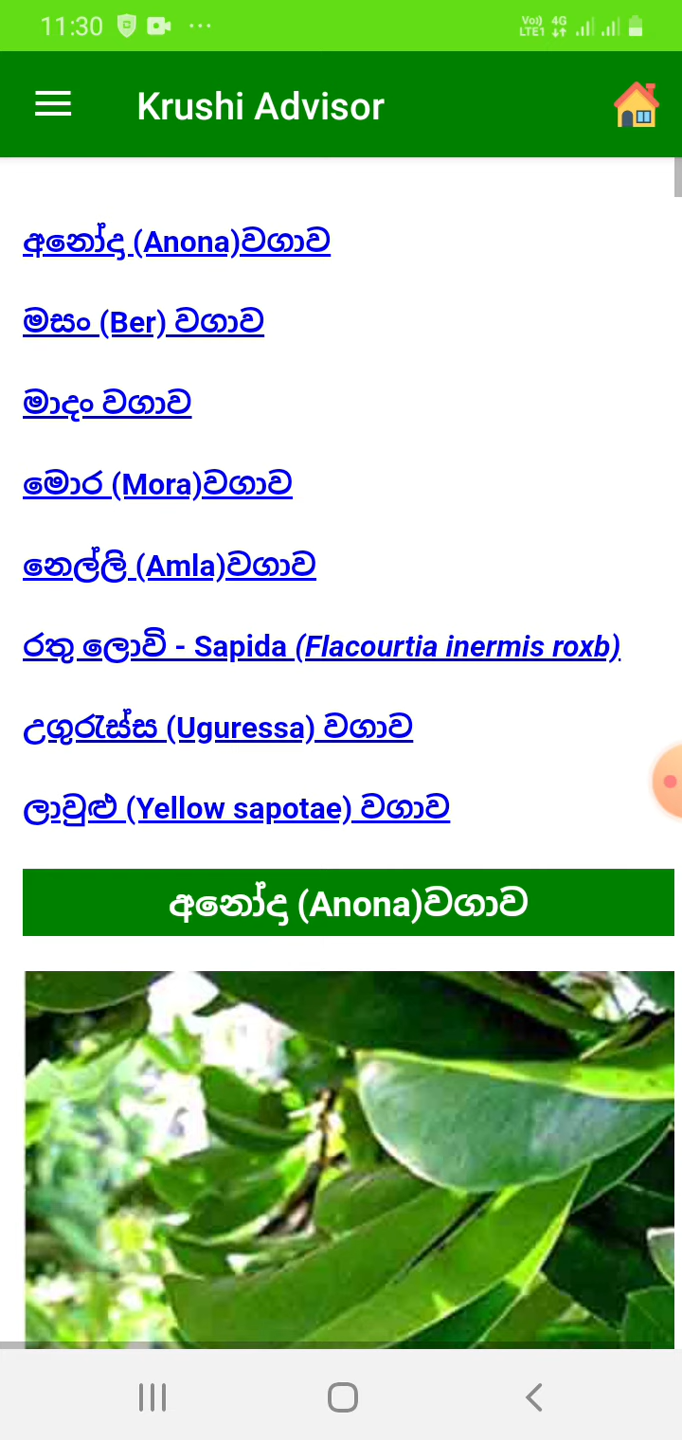 11:30
Vo)) 4G
LTE1
Krushi Advisor
අනෝදා (Anona)වගාව
මසං (Ber) වගාව
මාදං වගාව
මොර (Mora)වගාව
නෙල්ලි (Amla)වගාව
රතු ලොවි - Sapida (Flacourtia inermis roxb)
උගුරැස්ස (Uguressa) වගාව
ලාවුළු (Yellow sapotae) වගාව
අනෝදා (Anona)වගාව